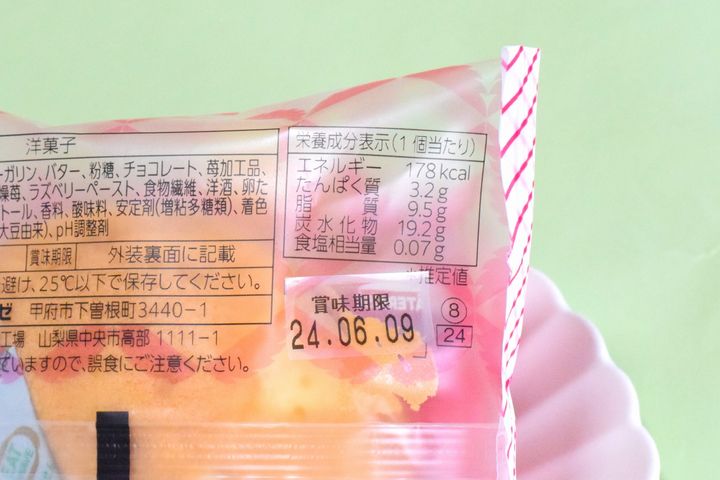 洋菓子
ーガリン、バター、粉糖、チョコレート、苺加工品、
燥苺、ラズベリーペースト、食物繊維、洋酒、卵た
トール、香料、酸味料、安定剤(増粘多糖類)、着色
大豆由来)、pH調整剤
賞味期限 外装裏面に記載
避け、25℃以下で保存してください。
ゼ 甲府市下曽根町3440-1
工場 山梨県中央市高部1111-1
ていますので、誤食にご注意ください。
栄養成分表示(1個当たり)
エネルギー 178kcal
たんぱく質 3.2g
脂質 9.5g
炭水化物 19.2g
食塩相当量 0.07g
※推定値
賞味期限
24.06.09
8
24